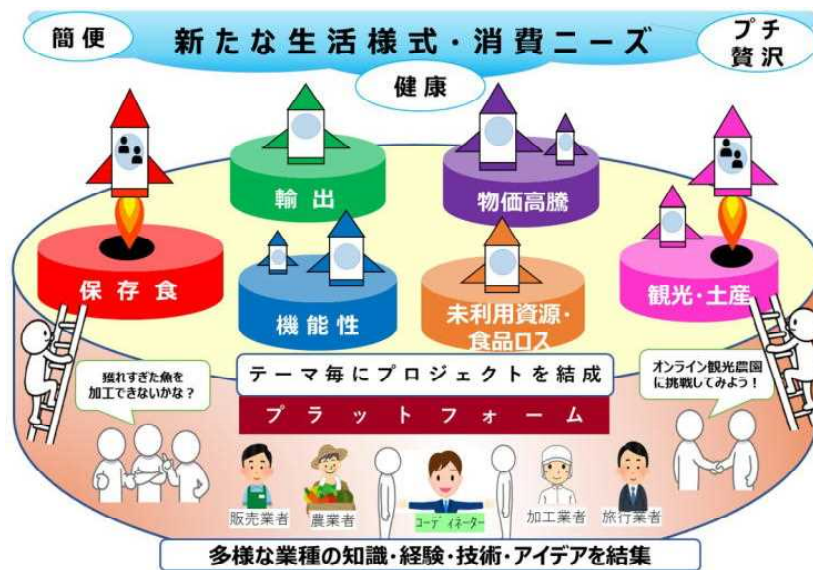 簡便
新たな生活様式・消費ニーズ
プチ
贅沢
健康
輸出
物価高騰
保存食
機能性
未利用資源・
食品ロス
観光・土産
テーマ毎にプロジェクトを結成
プラットフォーム
獲れすぎた魚を
加工できないかな？
オンライン観光農園
に挑戦してみよう！
販売業者
農業者
コーディネーター
加工業者
旅行業者
多様な業種の知識・経験・技術・アイデアを結集